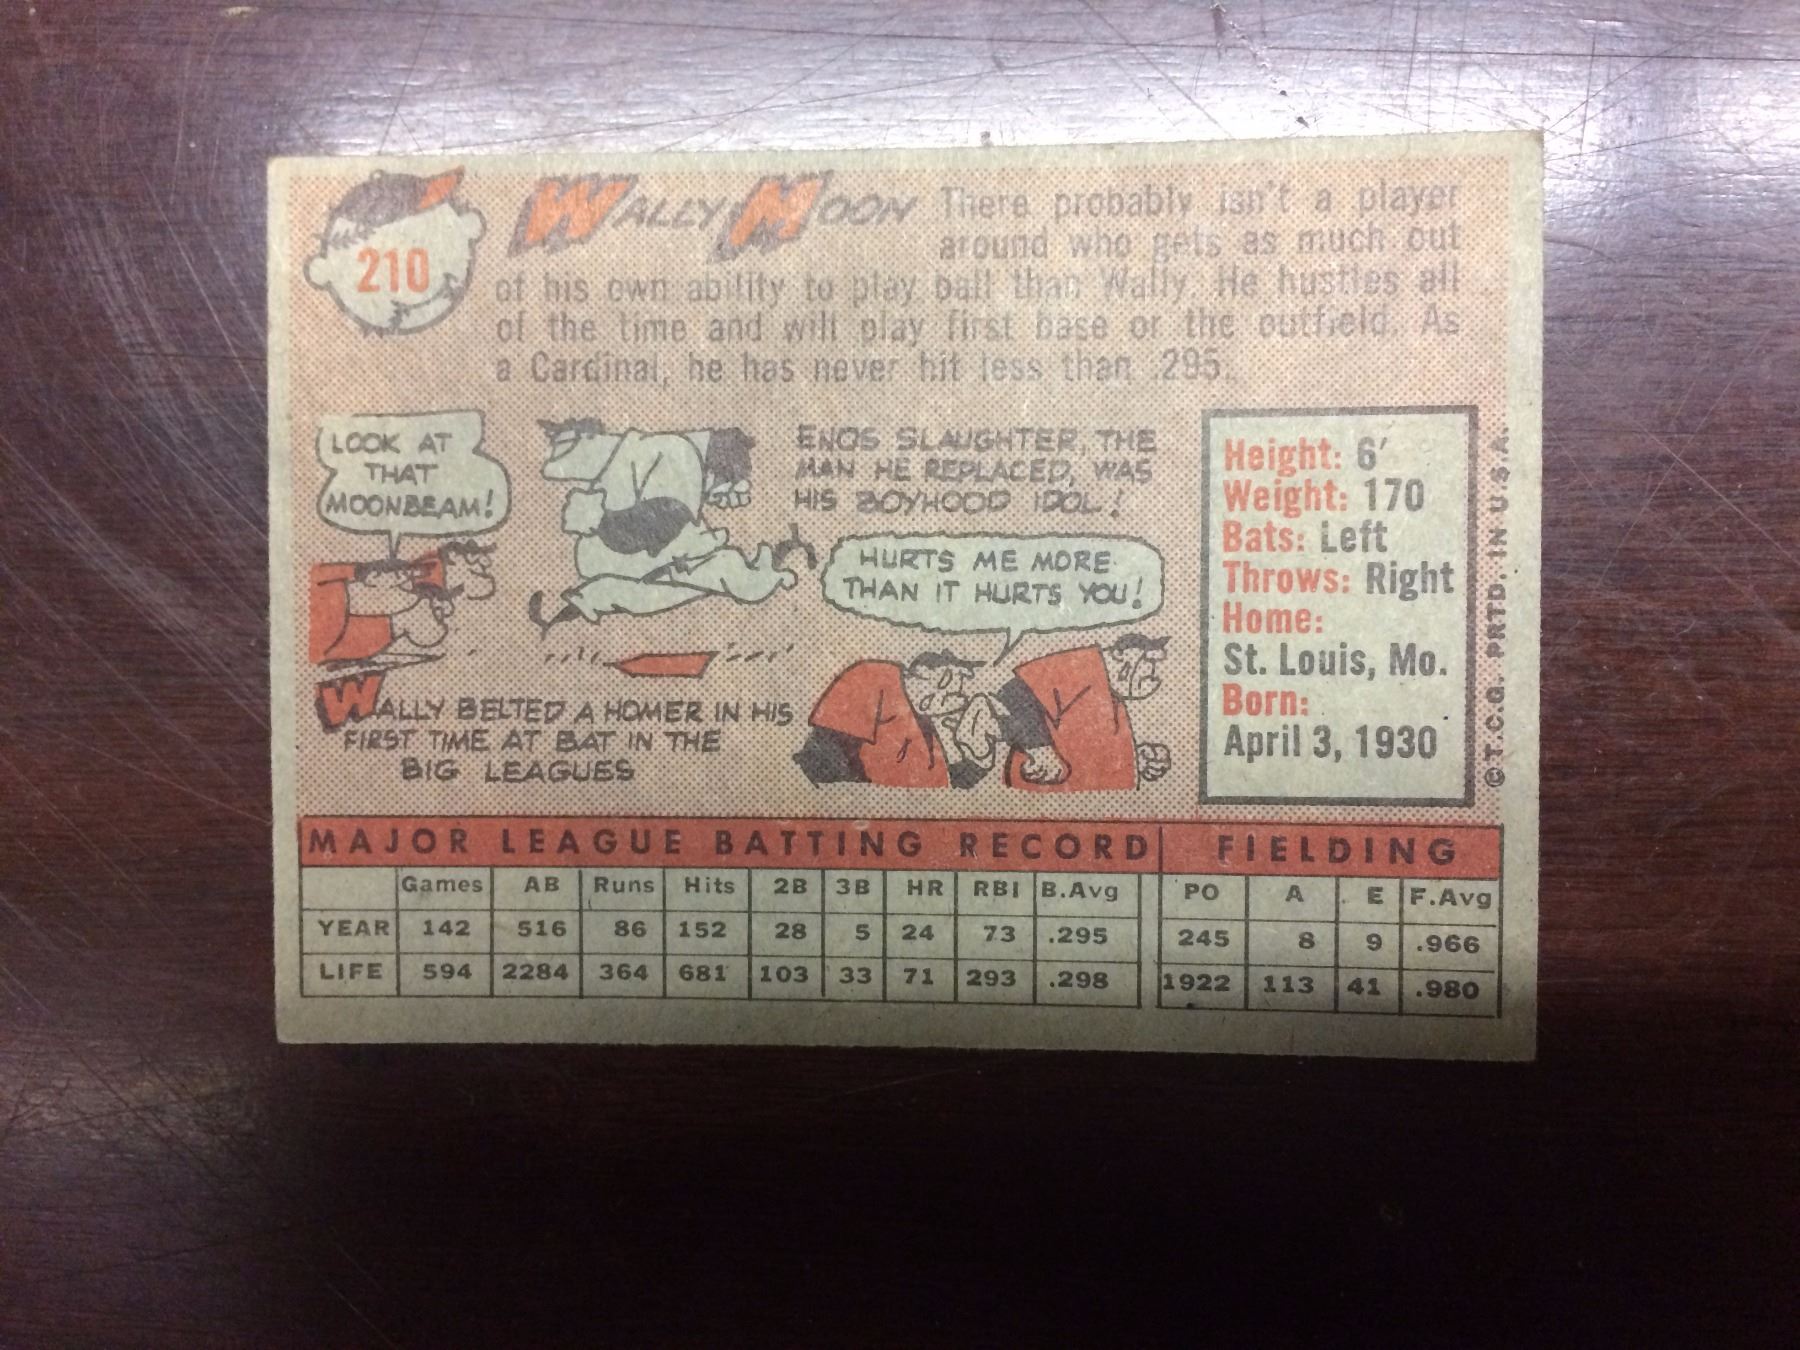 210
WALLY MOON
There probably isn't a player
around who gets as much out
of his own ability to play ball than Wally. He hustles all
of the time and will play first base or the outfield. As
a Cardinal, he has never hit less than .295.
LOOK AT
THAT
MOONBEAM!
ENOS SLAUGHTER, THE
MAN HE REPLACED, WAS
HIS BOYHOOD IDOL!
HURTS ME MORE
THAN IT HURTS YOU!
WALLY BELTED A HOMER IN HIS
FIRST TIME AT BAT IN THE
BIG LEAGUES
Height: 6'
Weight: 170
Bats: Left
Throws: Right
Home:
St. Louis, Mo.
Born:
April 3, 1930
©T.C.G. PRTD. IN U.S.A.
MAJOR LEAGUE BATTING RECORD FIELDING
Games AB Runs Hits 2B 3B HR RBI B.Avg PO A E F.Avg
YEAR 142 516 86 152 28 5 24 73 .295 245 8 9 .966
LIFE 594 2284 364 681 103 33 71 293 .298 1922 113 41 .980